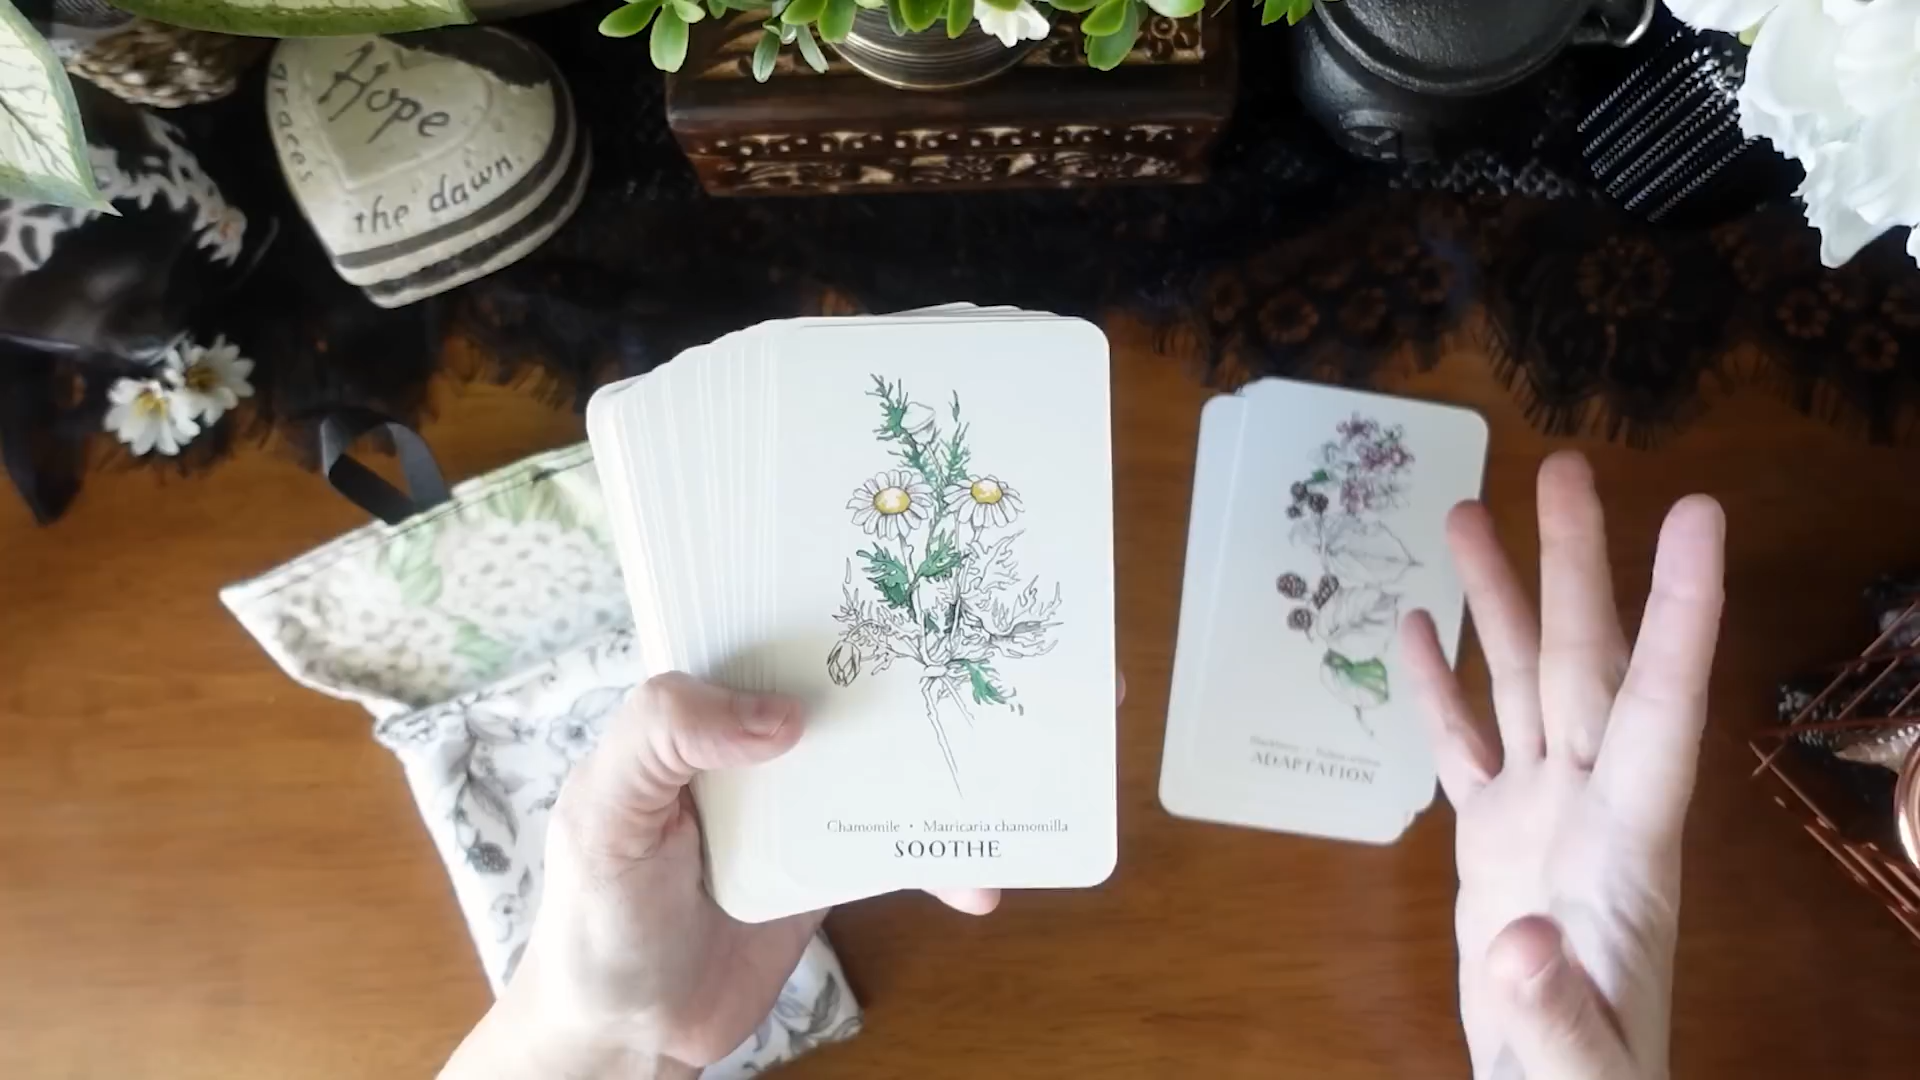 Hope
graces
the dawn.
Chamomile • Matricaria chamomilla
SOOTHE
ADAPTATION